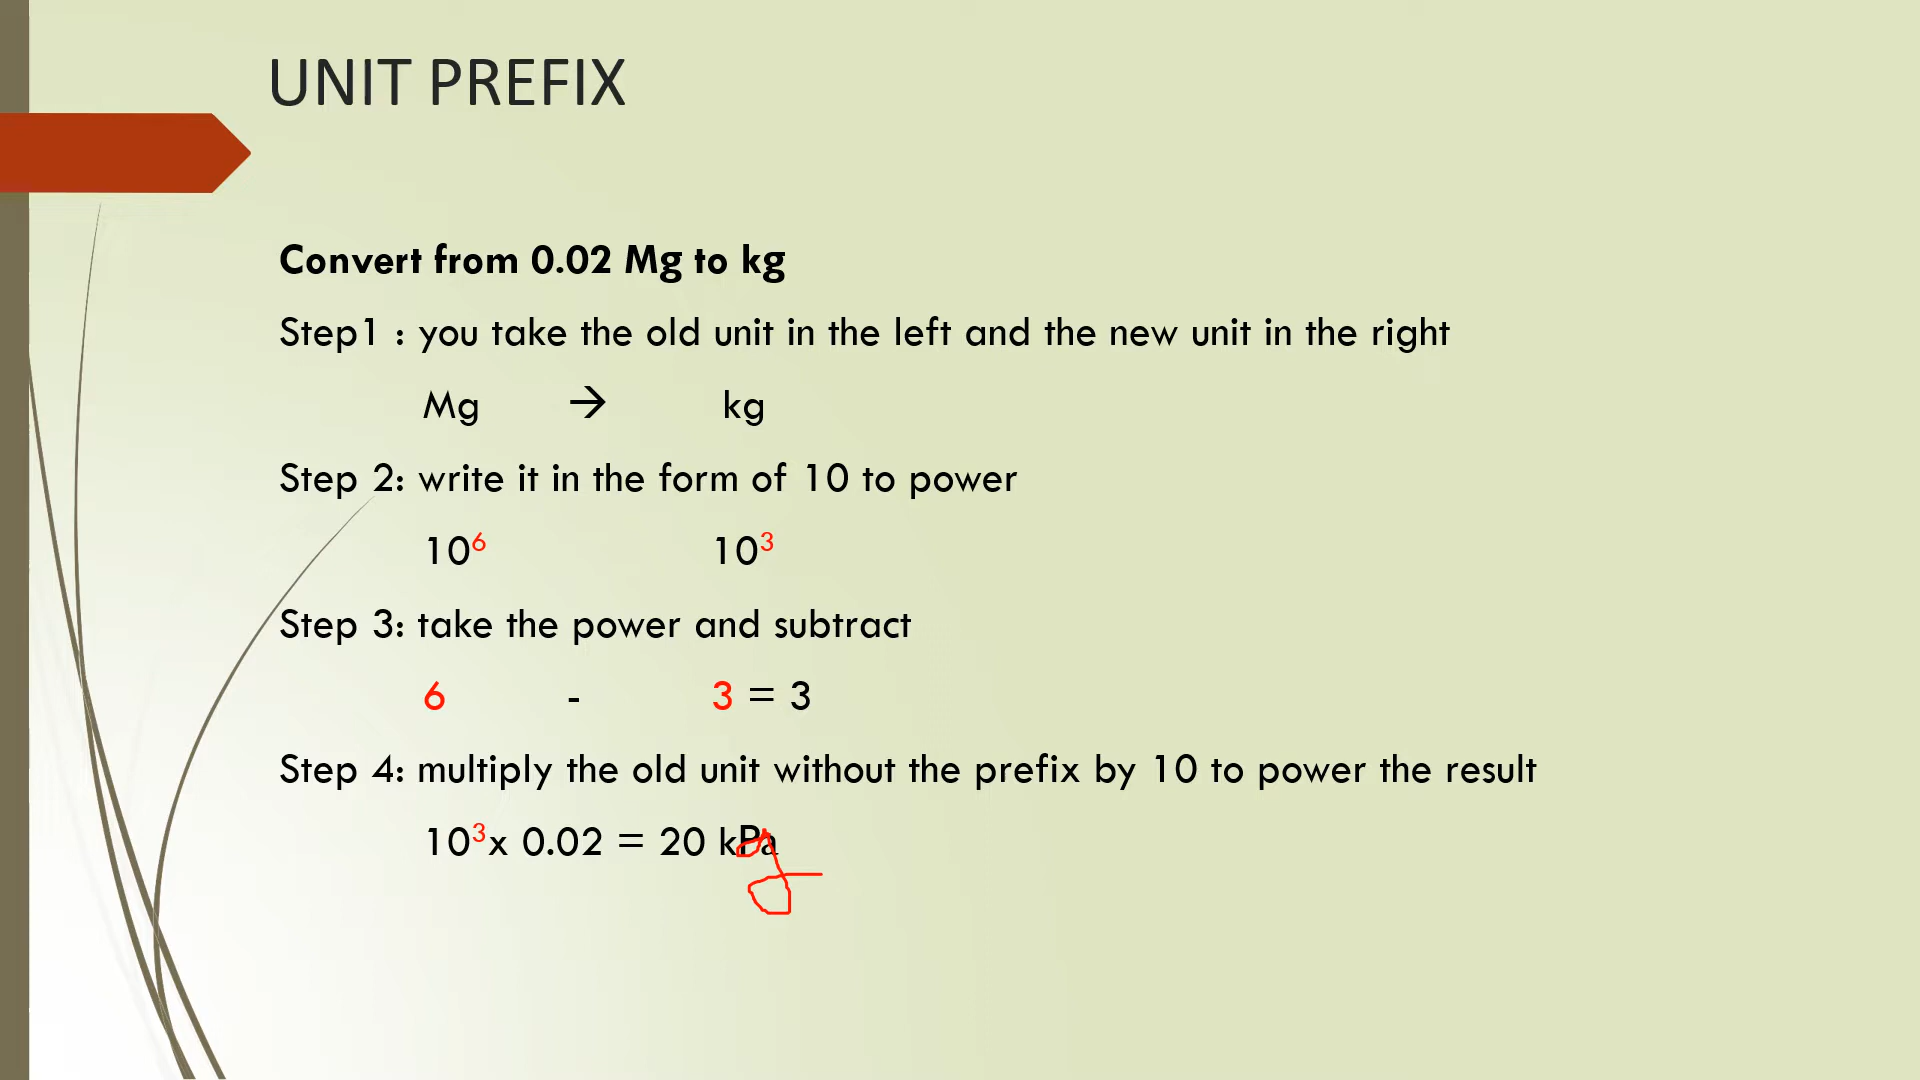 UNIT PREFIX
Convert from 0.02 Mg to kg
Step1 : you take the old unit in the left and the new unit in the right
Mg → kg
Step 2: write it in the form of 10 to power
10⁶ 10³
Step 3: take the power and subtract
6 - 3 = 3
Step 4: multiply the old unit without the prefix by 10 to power the result
10³x 0.02 = 20 kPa
g